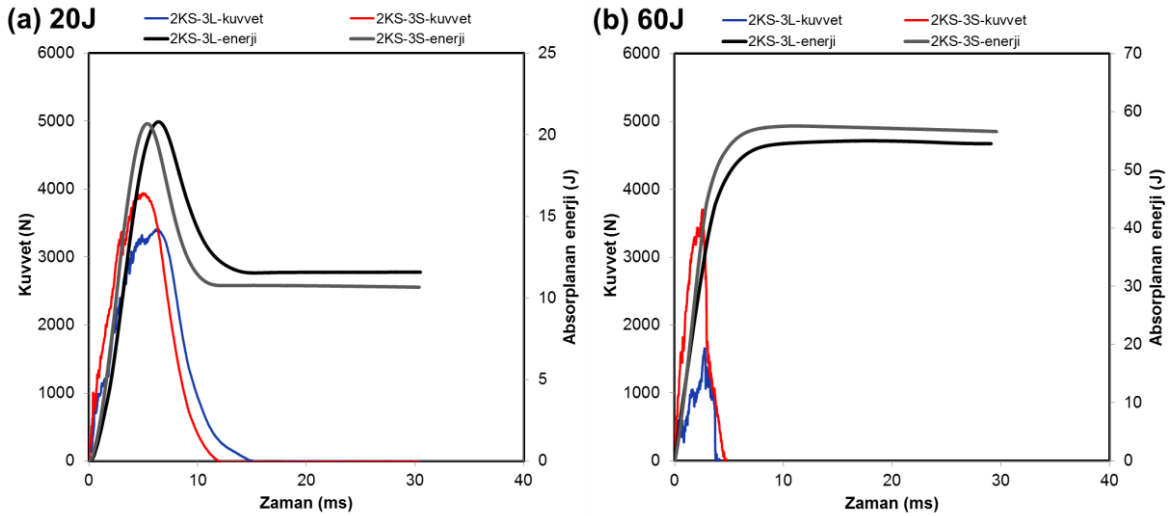 (a) 20J
2KS-3L-kuvvet 2KS-3S-kuvvet
2KS-3L-enerji 2KS-3S-enerji
6000 25
5000 20
4000 15
3000
2000 10
1000 5
0 0
Kuvvet (N)
Absorplanan enerji (J)
0 10 20 30 40
Zaman (ms)
(b) 60J
2KS-3L-kuvvet 2KS-3S-kuvvet
2KS-3L-enerji 2KS-3S-enerji
6000 70
5000 60
4000 50
3000 40
2000 30
1000 20
0 10
0
Kuvvet (N)
Absorplanan enerji (J)
0 10 20 30 40
Zaman (ms)